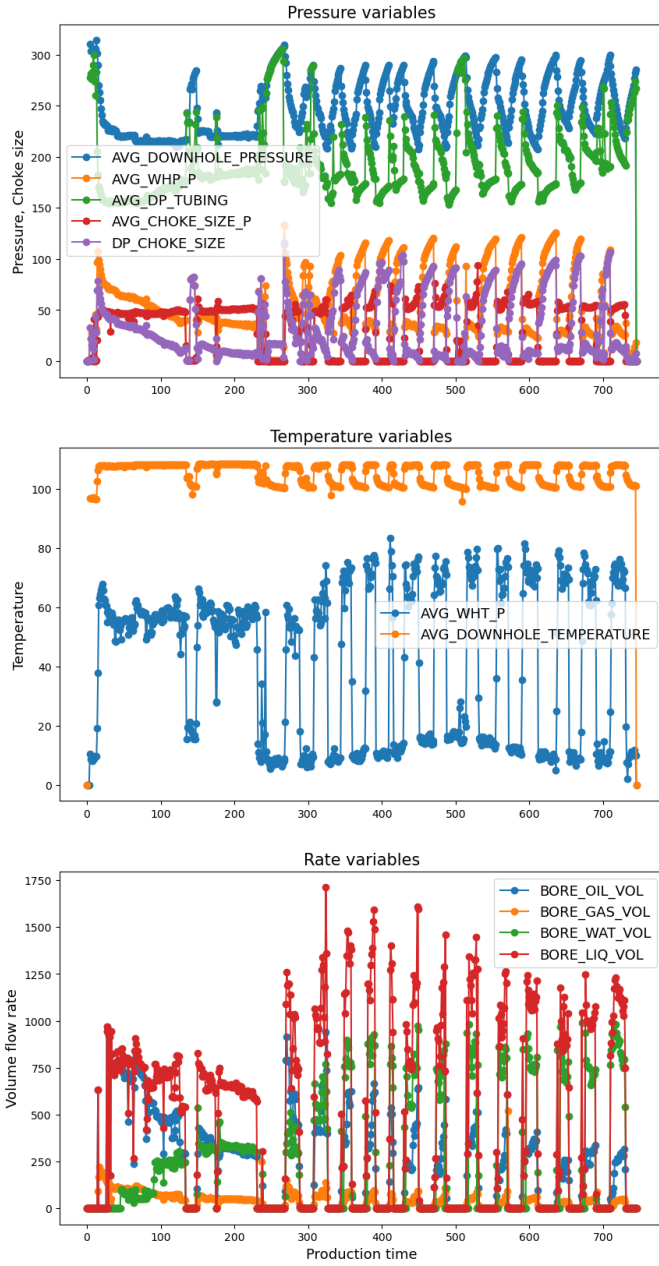 Pressure variables
Pressure, Choke size
300
250
200
150
100
50
0
AVG_DOWNHOLE_PRESSURE
AVG_WHP_P
AVG_DP_TUBING
AVG_CHOKE_SIZE_P
DP_CHOKE_SIZE
0 100 200 300 400 500 600 700
Temperature variables
Temperature
100
80
60
40
20
0
AVG_WHT_P
AVG_DOWNHOLE_TEMPERATURE
0 100 200 300 400 500 600 700
Rate variables
Volume flow rate
1750
1500
1250
1000
750
500
250
0
BORE_OIL_VOL
BORE_GAS_VOL
BORE_WAT_VOL
BORE_LIQ_VOL
0 100 200 300 400 500 600 700
Production time